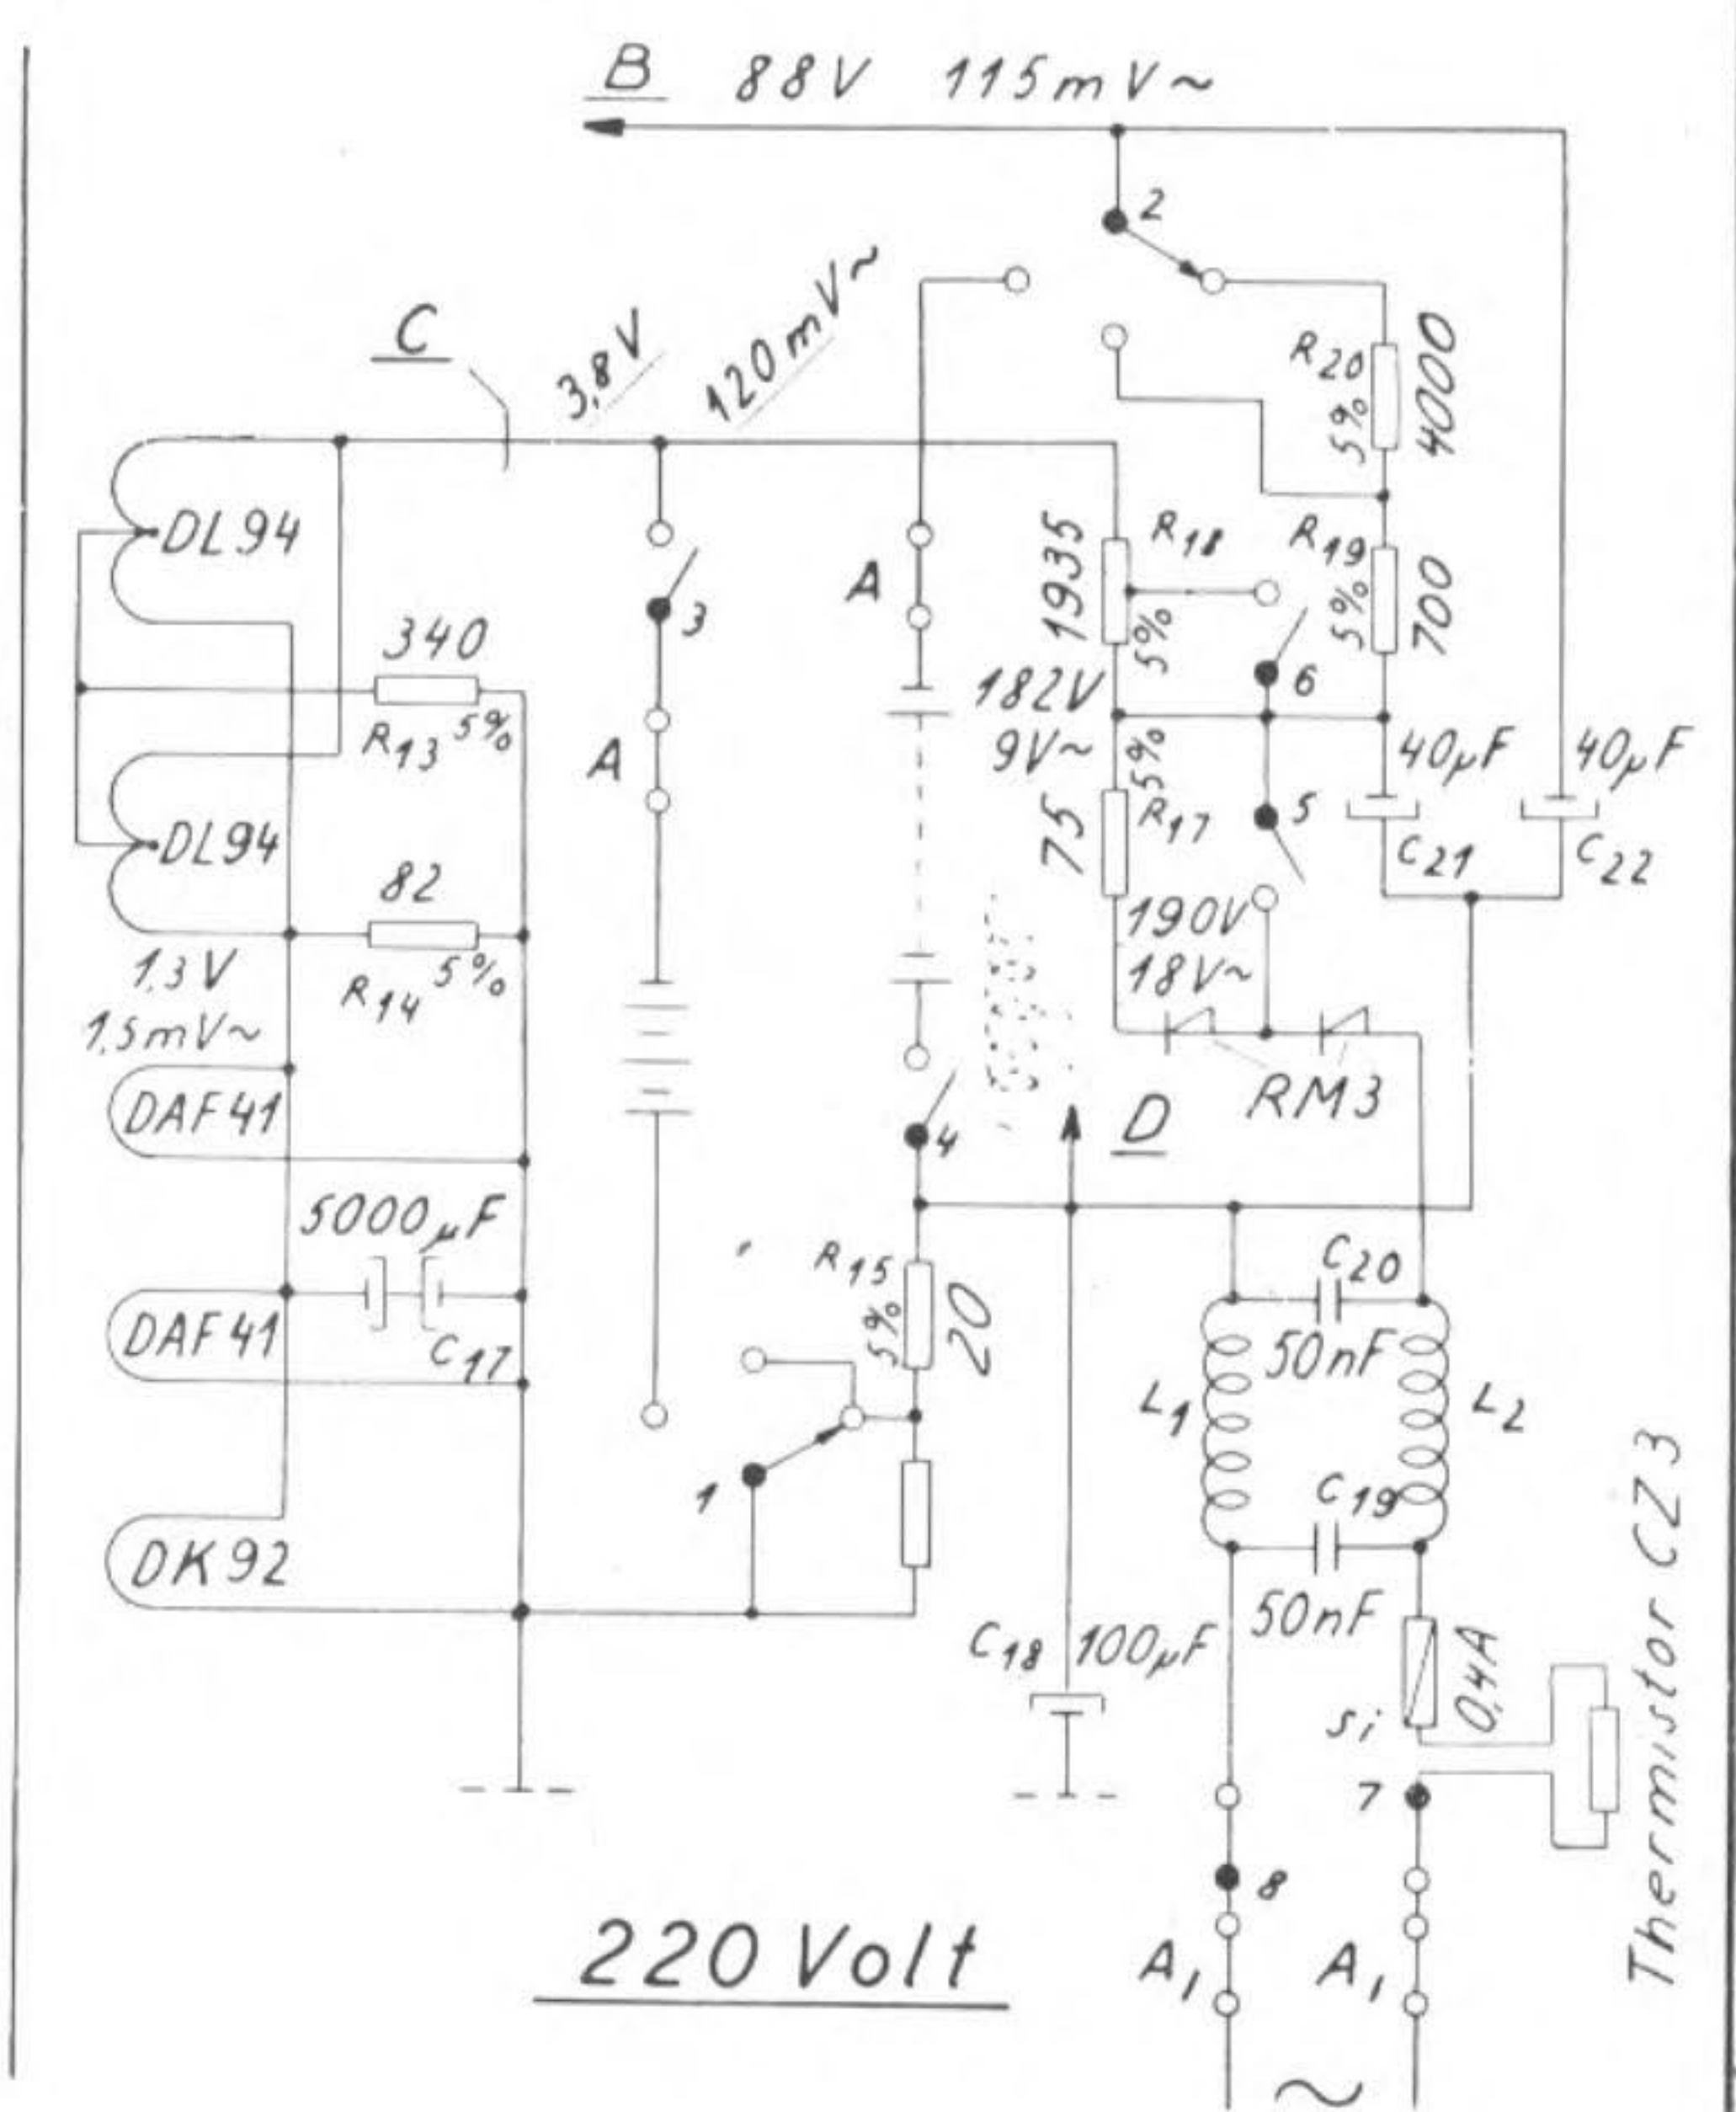 B 88V 115mV~
2
C
3,8V
120mV~
R20
5%
4000
DL94
A
3
1935
R18
5%
R19
5%
700
340
R13 5%
6
A
182V
9V~
5%
R17
75
5
40µF
40µF
C21
C22
DL94
82
R14 5%
1,3V
1,5mV~
190V
18V~
RM3
DAF41
4
D
5000µF
C17
DAF41
R15
5%
20
C20
50nF
L1
L2
1
C19
50nF
DK92
C18 100µF
Si
0,4A
7
8
Thermistor CZ3
220 Volt
A1
A1
~